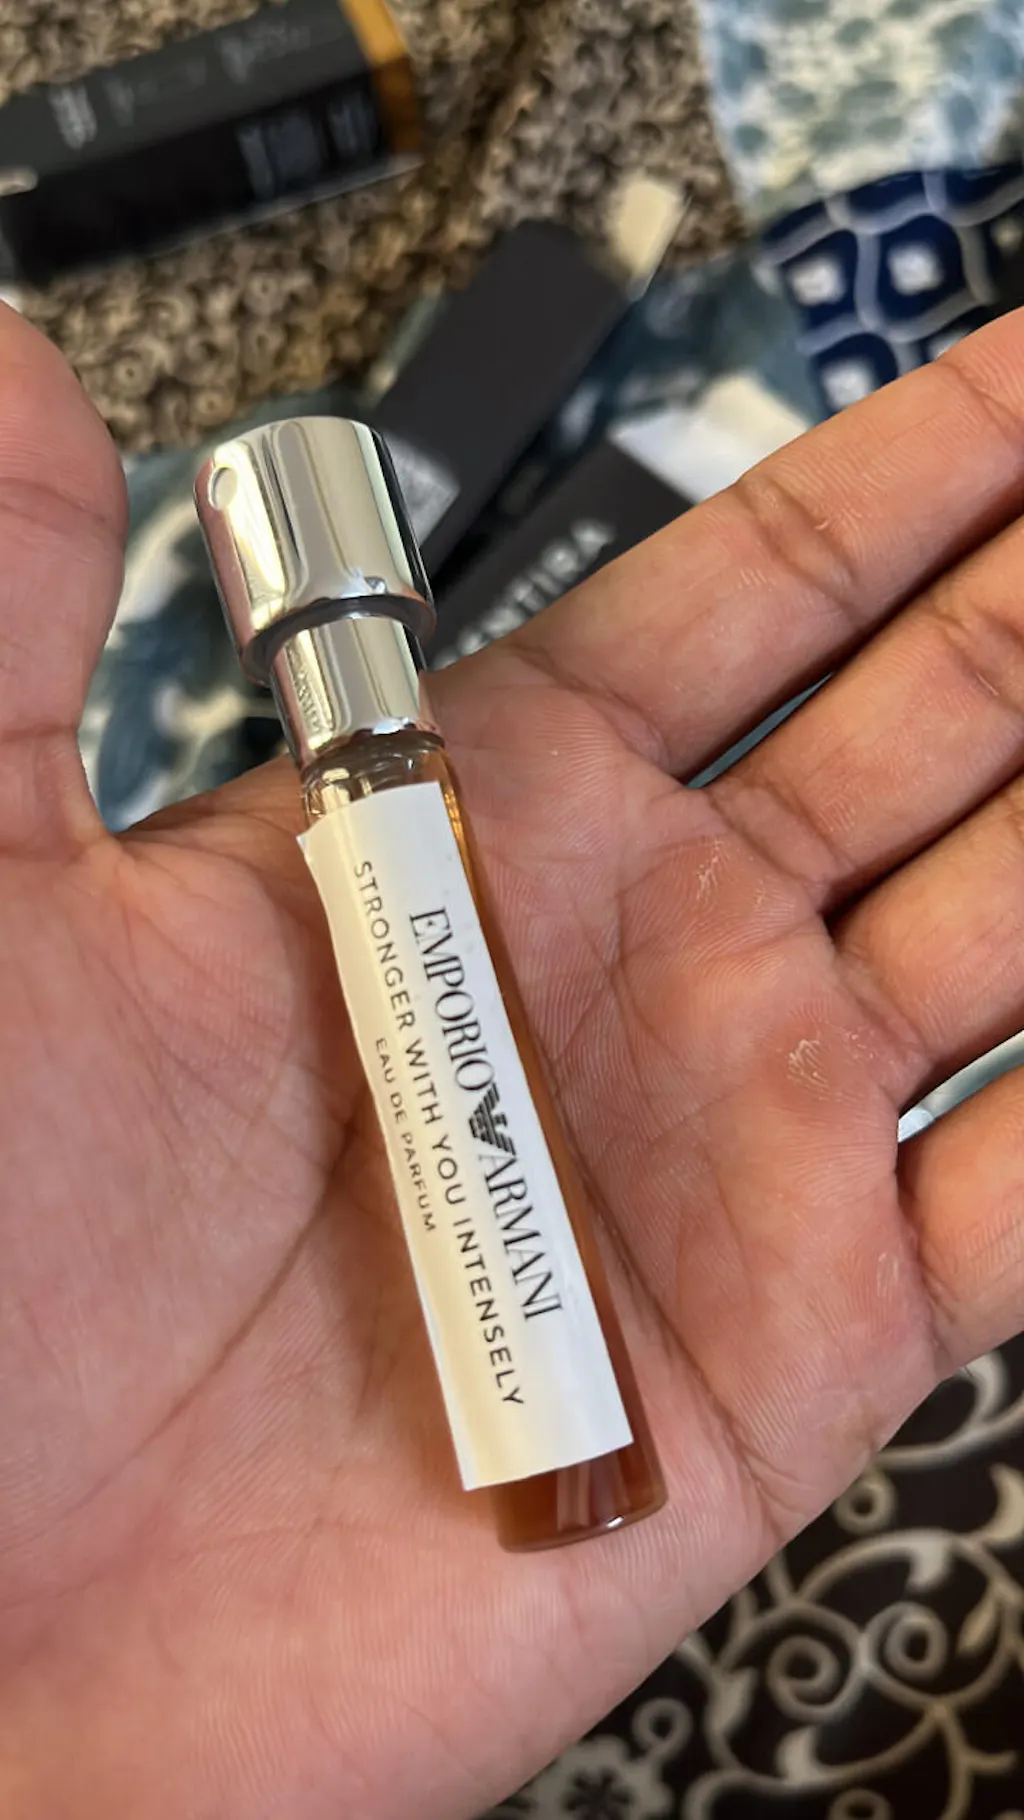 EMPORIO ARMANI
STRONGER WITH YOU INTENSELY
EAU DE PARFUM